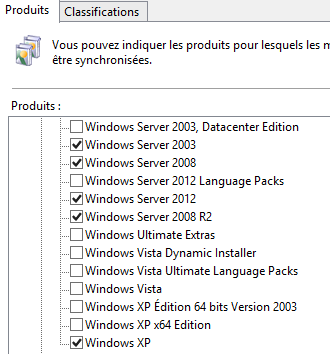 Produits
Classifications
Vous pouvez indiquer les produits pour lesquels les m
être synchronisées.
Produits :
Windows Server 2003, Datacenter Edition
Windows Server 2003
Windows Server 2008
Windows Server 2012 Language Packs
Windows Server 2012
Windows Server 2008 R2
Windows Ultimate Extras
Windows Vista Dynamic Installer
Windows Vista Ultimate Language Packs
Windows Vista
Windows XP Édition 64 bits Version 2003
Windows XP x64 Edition
Windows XP